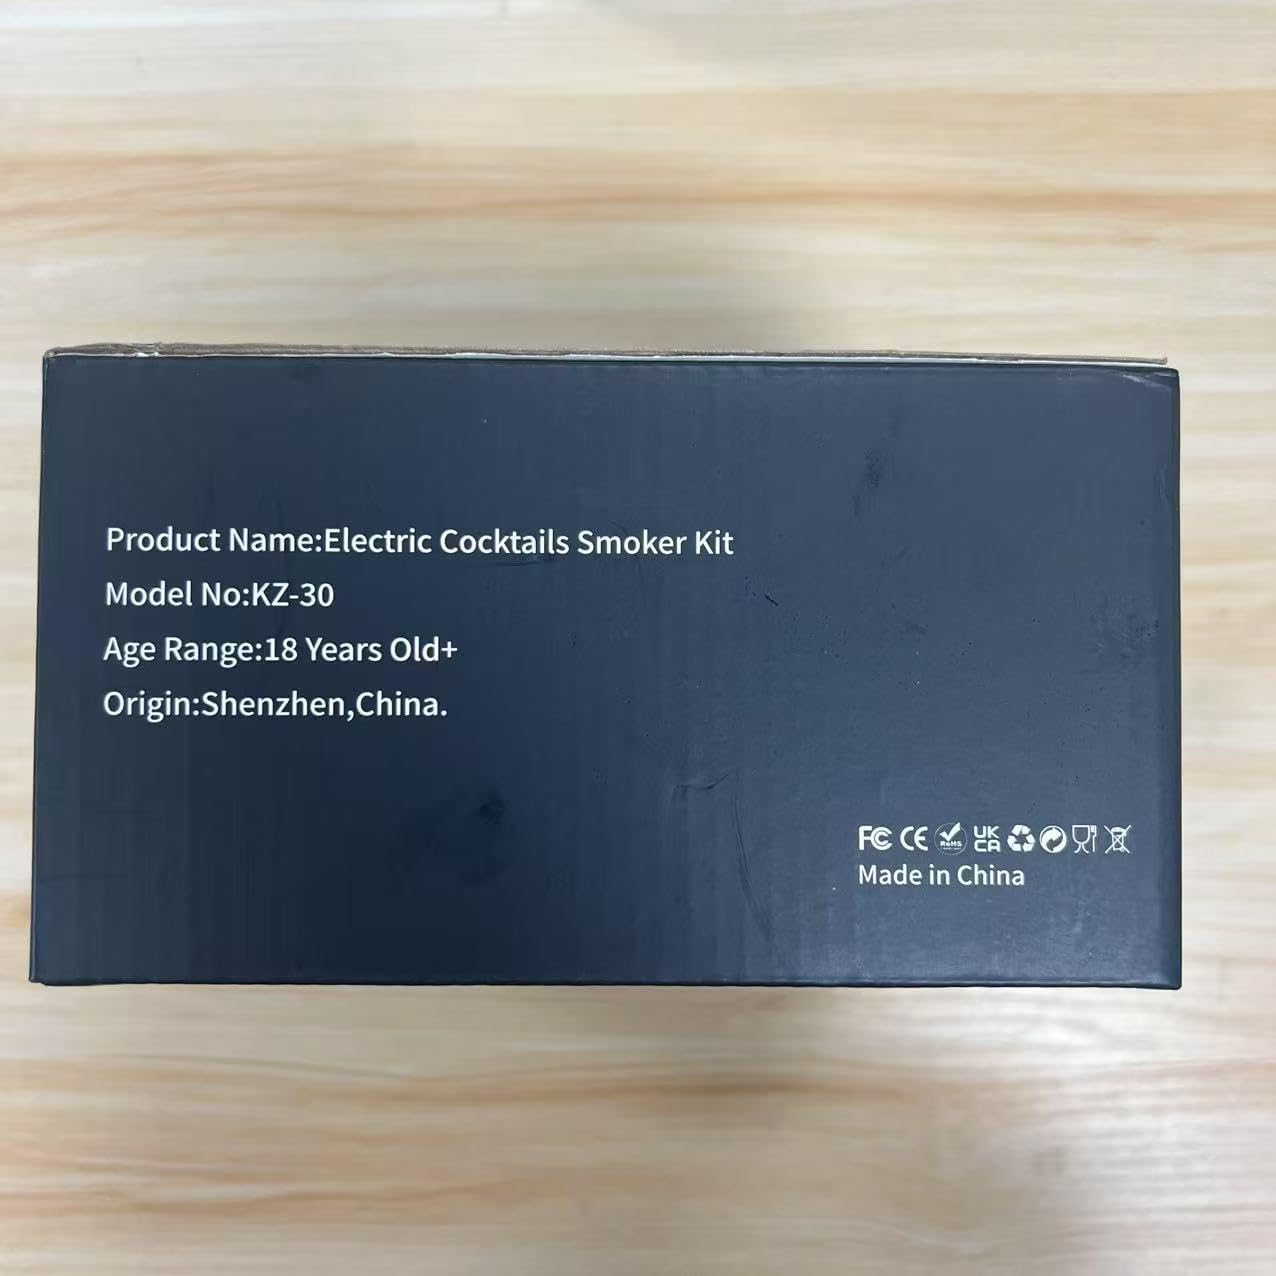 Product Name:Electric Cocktails Smoker Kit
Model No:KZ-30
Age Range:18 Years Old+
Origin:Shenzhen,China.
FC CE RoHS UK CA
Made in China